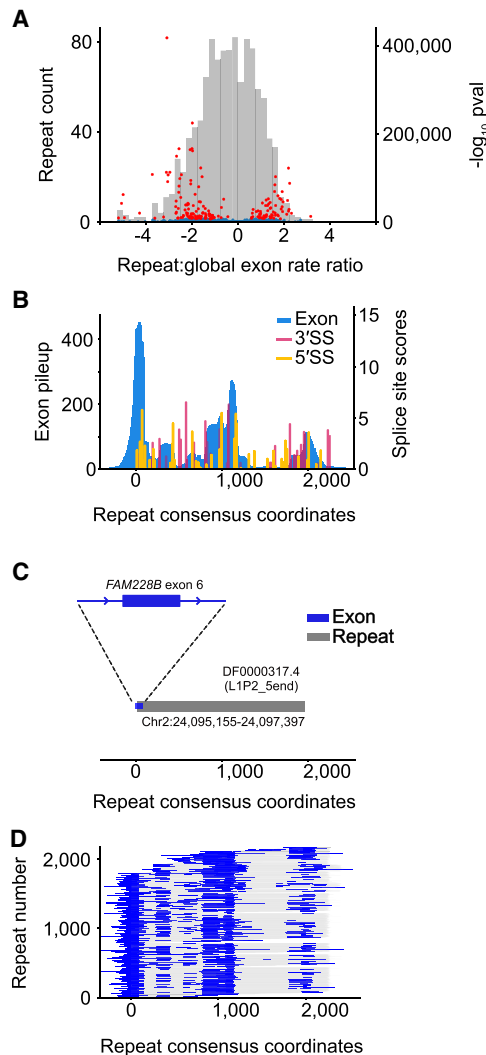 A
80
40
0
Repeat count
400,000
200,000
0
-log10 pval
-4 -2 0 2 4
Repeat:global exon rate ratio
B
400
200
0
Exon pileup
Exon
3′SS
5′SS
15
10
5
0
Splice site scores
0 1,000 2,000
Repeat consensus coordinates
C
FAM228B exon 6
Exon
Repeat
DF0000317.4
(L1P2_5end)
Chr2:24,095,155-24,097,397
0 1,000 2,000
Repeat consensus coordinates
D
2,000
1,000
0
Repeat number
0 1,000 2,000
Repeat consensus coordinates